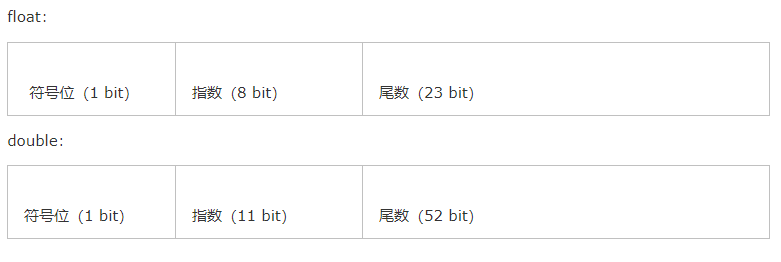 float:
符号位 (1 bit) 指数 (8 bit) 尾数 (23 bit)
double:
符号位 (1 bit) 指数 (11 bit) 尾数 (52 bit)